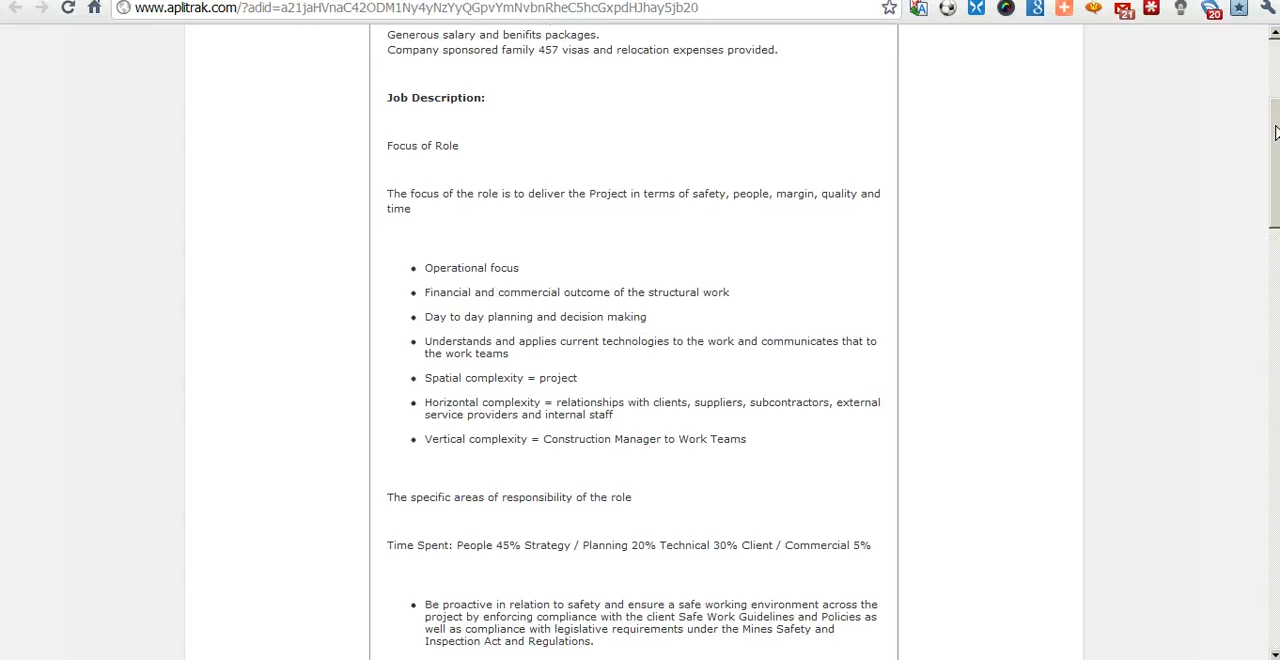 www.aplitrak.com/?adid=a21jaHVnaC42ODM1Ny4yNzYyQGpvYmNvbnRheC5hcGxpdHJhay5jb20
21
8
20
Generous salary and benifits packages.
Company sponsored family 457 visas and relocation expenses provided.
Job Description:
Focus of Role
The focus of the role is to deliver the Project in terms of safety, people, margin, quality and
time
Operational focus
Financial and commercial outcome of the structural work
Day to day planning and decision making
Understands and applies current technologies to the work and communicates that to
the work teams
Spatial complexity = project
Horizontal complexity = relationships with clients, suppliers, subcontractors, external
service providers and internal staff
Vertical complexity = Construction Manager to Work Teams
The specific areas of responsibility of the role
Time Spent: People 45% Strategy / Planning 20% Technical 30% Client / Commercial 5%
Be proactive in relation to safety and ensure a safe working environment across the
project by enforcing compliance with the client Safe Work Guidelines and Policies as
well as compliance with legislative requirements under the Mines Safety and
Inspection Act and Regulations.